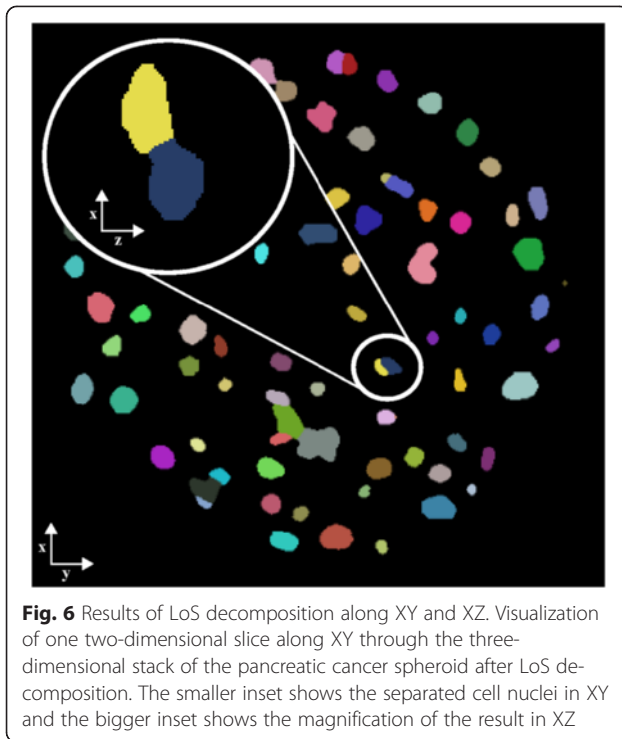 x
z
x
y
Fig. 6 Results of LoS decomposition along XY and XZ. Visualization
of one two-dimensional slice along XY through the three-
dimensional stack of the pancreatic cancer spheroid after LoS de-
composition. The smaller inset shows the separated cell nuclei in XY
and the bigger inset shows the magnification of the result in XZ